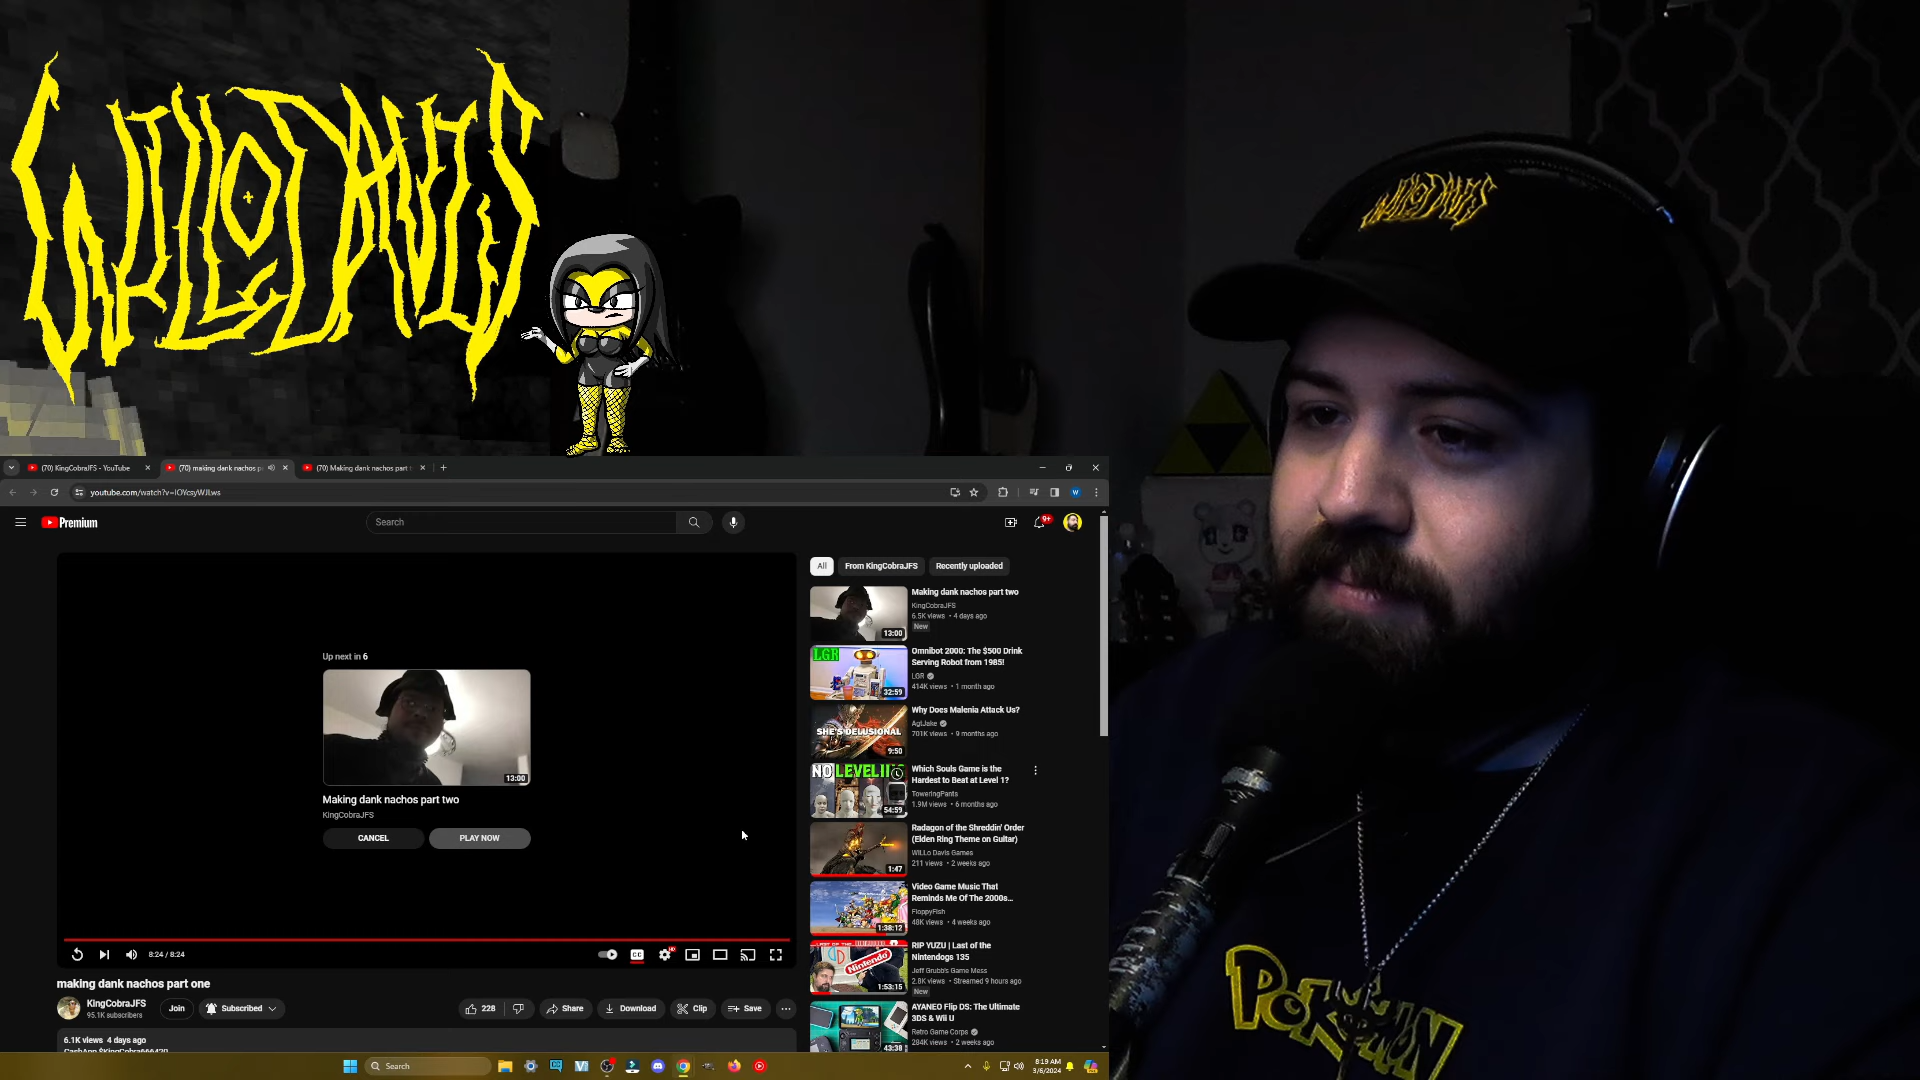 WILLO DAVIS
WILLO DAVIS
(70) KingCobraJFS - YouTube
(70) making dank nachos p
(70) Making dank nachos part
youtube.com/watch?v=IOYcsyWJLws
W
Premium
Search
9+
All
From KingCobraJFS
Recently uploaded
Making dank nachos part two
KingCobraJFS
6.5K views • 4 days ago
New
13:00
LGR
Omnibot 2000: The $500 Drink
Serving Robot from 1985!
LGR
414K views • 1 month ago
32:59
Why Does Malenia Attack Us?
AgtJake
701K views • 9 months ago
SHE'S DELUSIONAL
9:50
NO LEVELI
Which Souls Game is the
Hardest to Beat at Level 1?
ToweringPants
1.9M views • 6 months ago
54:59
Radagon of the Shreddin' Order
(Elden Ring Theme on Guitar)
WiLLo Davis Games
211 views • 2 weeks ago
1:47
Video Game Music That
Reminds Me Of The 2000s...
FloppyFish
48K views • 4 weeks ago
1:38:12
RIP YUZU | Last of the
Nintendogs 135
Jeff Grubb's Game Mess
2.8K views • Streamed 9 hours ago
New
Nintendo
1:53:15
AYANEO Flip DS: The Ultimate
3DS & Wii U
Retro Game Corps
284K views • 2 weeks ago
43:38
Up next in 6
13:00
Making dank nachos part two
KingCobraJFS
CANCEL
PLAY NOW
8:24 / 8:24
CC
HD
making dank nachos part one
KingCobraJFS
95.1K subscribers
Join
Subscribed
228
Share
Download
Clip
Save
6.1K views 4 days ago
Search
8:19 AM
3/6/2024
POKéMON